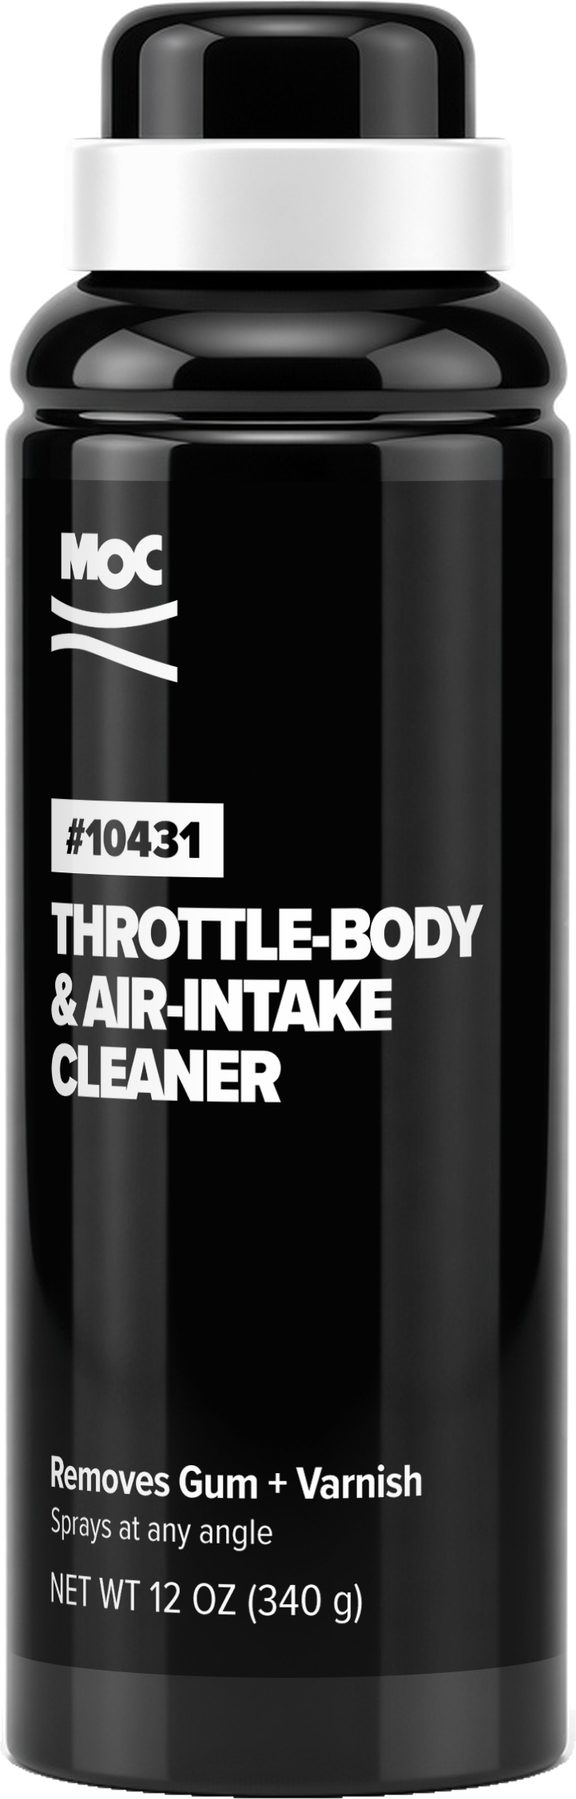 MOC
#10431
THROTTLE-BODY
& AIR-INTAKE
CLEANER
Removes Gum + Varnish
Sprays at any angle
NET WT 12 OZ (340 g)